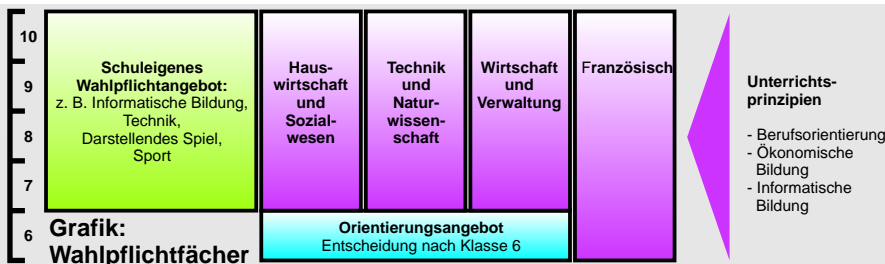 10
9
8
7
6
Schuleigenes
Wahlpflichtangebot:
z. B. Informatische Bildung,
Technik,
Darstellendes Spiel,
Sport
Haus-
wirtschaft
und
Sozial-
wesen
Technik
und
Natur-
wissen-
schaft
Wirtschaft
und
Verwaltung
Französisch
Unterrichts-
prinzipien
- Berufsorientierung
- Ökonomische
Bildung
- Informatische
Bildung
Grafik:
Wahlpflichtfächer
Orientierungsangebot
Entscheidung nach Klasse 6